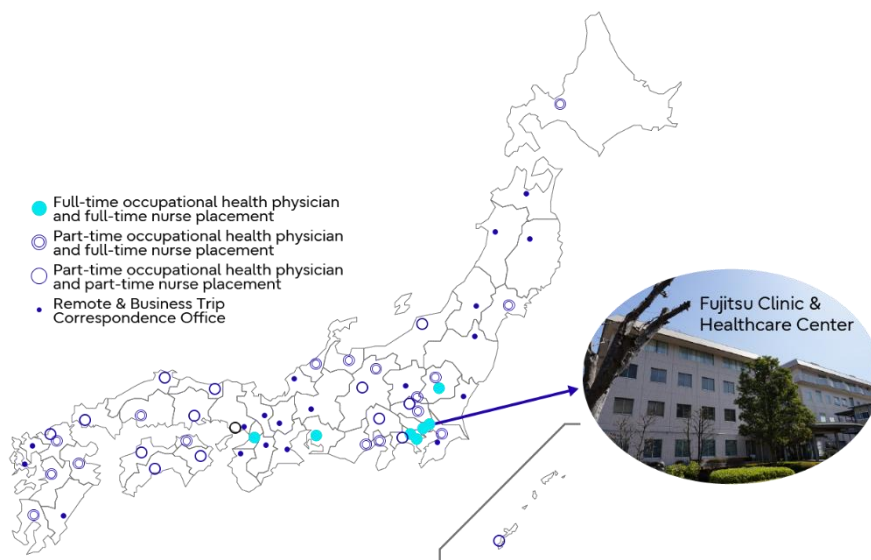 Full-time occupational health physician
and full-time nurse placement
Part-time occupational health physician
and full-time nurse placement
Part-time occupational health physician
and part-time nurse placement
Remote & Business Trip
Correspondence Office
Fujitsu Clinic &
Healthcare Center